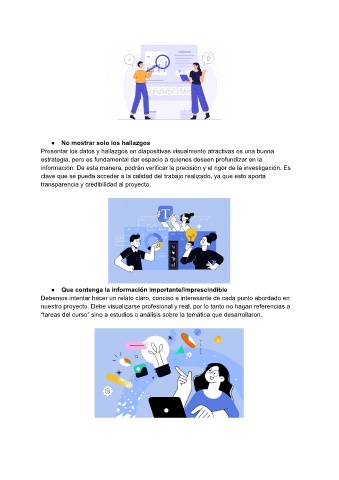 ● No mostrar solo los hallazgos
Presentar los datos y hallazgos en diapositivas visualmente atractivas es una buena
estrategia, pero es fundamental dar espacio a quienes deseen profundizar en la
información. De esta manera, podrán verificar la precisión y el rigor de la investigación. Es
clave que se pueda acceder a la calidad del trabajo realizado, ya que esto aporta
transparencia y credibilidad al proyecto.
T
● Que contenga la información importante/imprescindible
Debemos intentar hacer un relato claro, conciso e interesante de cada punto abordado en
nuestro proyecto. Debe visualizarse profesional y real, por lo tanto no hagan referencias a
"tareas del curso" sino a estudios o análisis sobre la temática que desarrollaron.